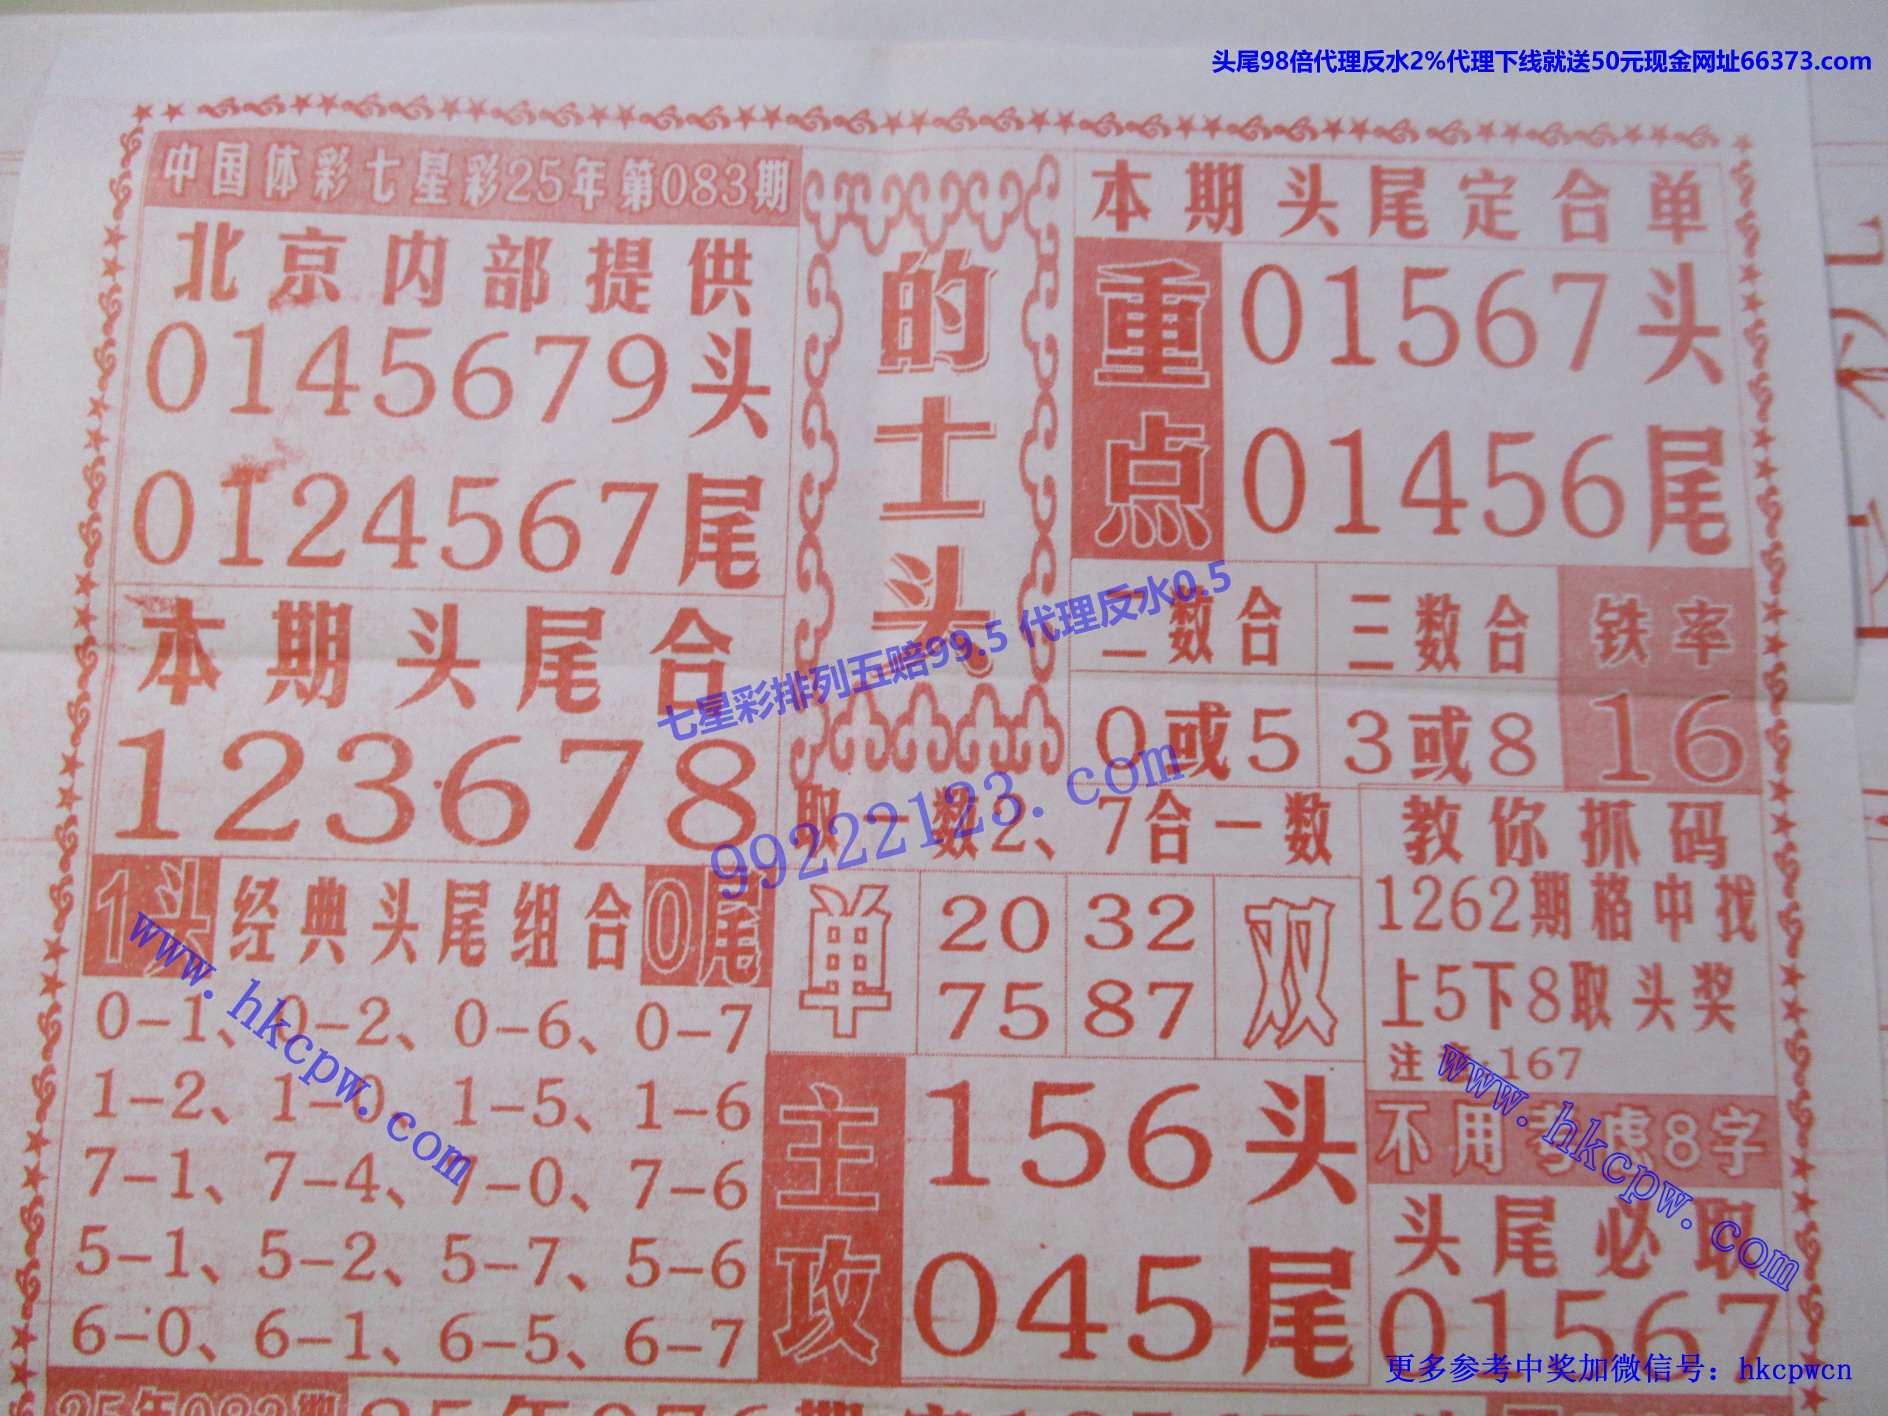 头尾98倍代理反水2%代理下线就送50元现金网址66373.com
中国体彩七星彩25年第083期
北京内部提供
0145679头
0124567尾
本期头尾合
123678
的士头
本期头尾定合单
重点
01567头
01456尾
二数合
三数合
铁率
0或5
3或8
16
七星彩排列五赔99.5 代理反水0.5
99222123.com
取一数2、7合一数
单
20
32
双
75
87
教你抓码
1262期格中找
上5下8取头奖
注意:167
1头
经典头尾组合
0尾
0-1、0-2、0-6、0-7
1-2、1-0、1-5、1-6
7-1、7-4、7-0、7-6
5-1、5-2、5-7、5-6
6-0、6-1、6-5、6-7
www.hkcpw.com
主攻
156头
045尾
不用考虑8字
头尾必取
01567
www.hkcpw.com
更多参考中奖加微信号：hkcpwcn
25年083期